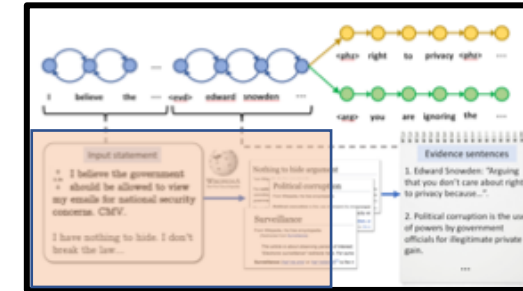 <phr> right to privacy <phr> ...
I believe the ... <evd> edward snowden ...
<arg> you are ignoring the ...
Input statement
I believe the government
should be allowed to view
my emails for national security
concerns. CMV.
I have nothing to hide. I don't
break the law...
Nothing to hide argument
Political corruption
Surveillance
Evidence sentences
1. Edward Snowden: "Arguing
that you don't care about right
to privacy because...".
2. Political corruption is the use
of powers by government
officials for illegitimate private
gain.
...